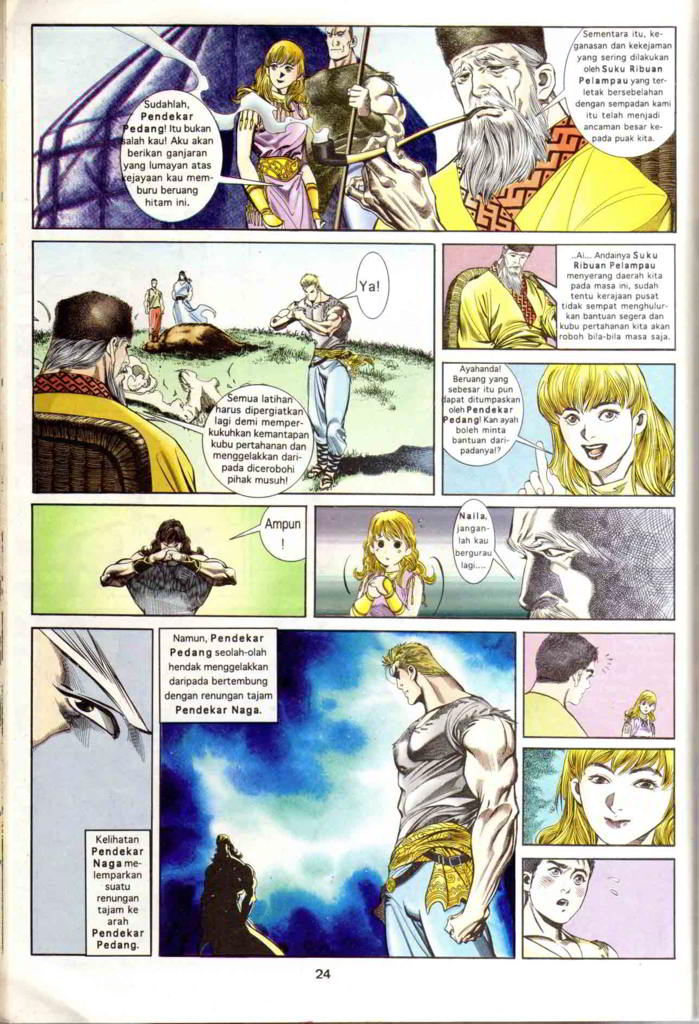 Sudahlah,
Pendekar
Pedang! Itu bukan
salah kau! Aku akan
berikan ganjaran
yang lumayan atas
kejayaan kau mem-
buru beruang
hitam ini.
Sementara itu, ke-
ganasan dan kekejaman
yang sering dilakukan
oleh Suku Ribuan
Pelampau yang ter-
letak bersebelahan
dengan sempadan kami
itu telah menjadi
ancaman besar ke-
pada puak kita.
Ya!
Semua latihan
harus dipergiatkan
lagi demi memper-
kukuhkan kemantapan
kubu pertahanan dan
menggelakkan dari-
pada dicerobohi
pihak musuh!
..Ai... Andainya Suku
Ribuan Pelampau
menyerang daerah kita
pada masa ini, sudah
tentu kerajaan pusat
tidak sempat menghulur-
kan bantuan segera dan
kubu pertahanan kita akan
roboh bila-bila masa saja.
Ayahanda!
Beruang yang
sebesar itu pun
dapat ditumpaskan
oleh Pendekar
Pedang! Kan ayah
boleh minta
bantuan dari-
padanya!?
Ampun
!
Naila,
jangan-
lah kau
bergurau
lagi....
Kelihatan
Pendekar
Naga me-
lemparkan
suatu
renungan
tajam ke
arah
Pendekar
Pedang.
Namun, Pendekar
Pedang seolah-olah
hendak menggelakkan
daripada bertembung
dengan renungan tajam
Pendekar Naga.
24